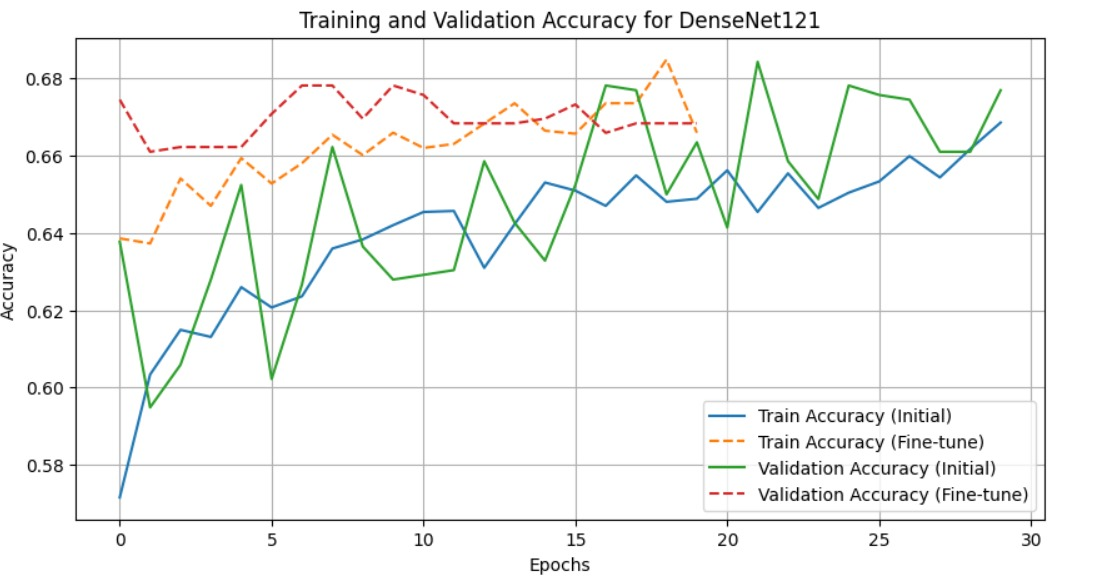 Training and Validation Accuracy for DenseNet121
0.68
0.66
0.64
0.62
0.60
0.58
Accuracy
Train Accuracy (Initial)
Train Accuracy (Fine-tune)
Validation Accuracy (Initial)
Validation Accuracy (Fine-tune)
0 5 10 15 20 25 30
Epochs